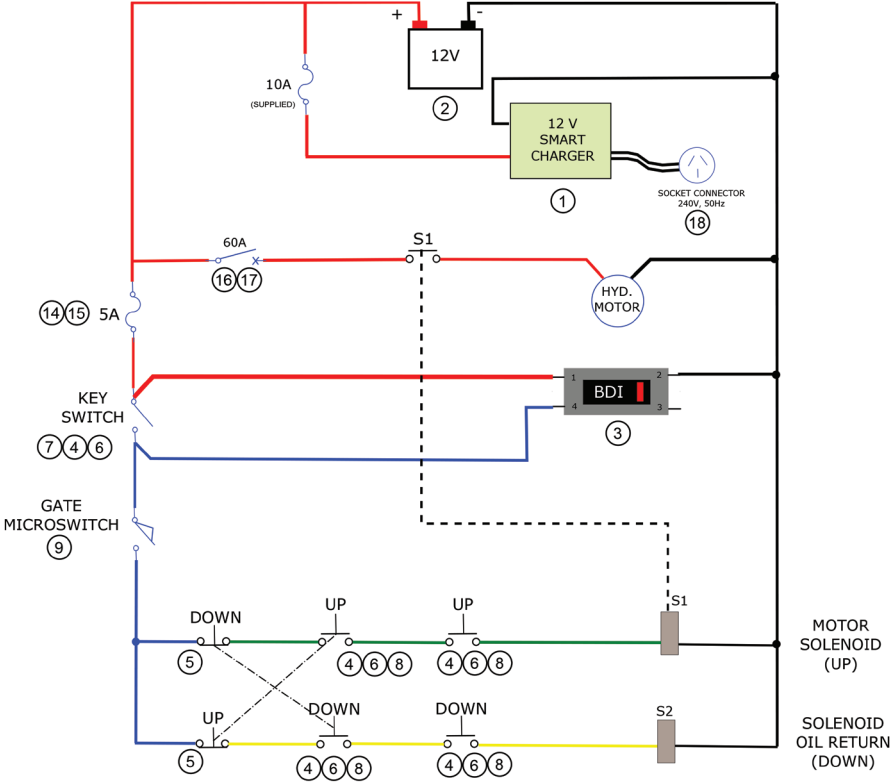 +
-
12V
2
10A
(SUPPLIED)
12 V
SMART
CHARGER
1
SOCKET CONNECTOR
240V, 50Hz
18
60A
16 17
S1
HYD.
MOTOR
14 15 5A
KEY
SWITCH
7 4 6
1 2
BDI
4 3
3
GATE
MICROSWITCH
9
DOWN
UP
UP
S1
5
4 6 8
4 6 8
MOTOR
SOLENOID
(UP)
UP
DOWN
DOWN
S2
5
4 6 8
4 6 8
SOLENOID
OIL RETURN
(DOWN)